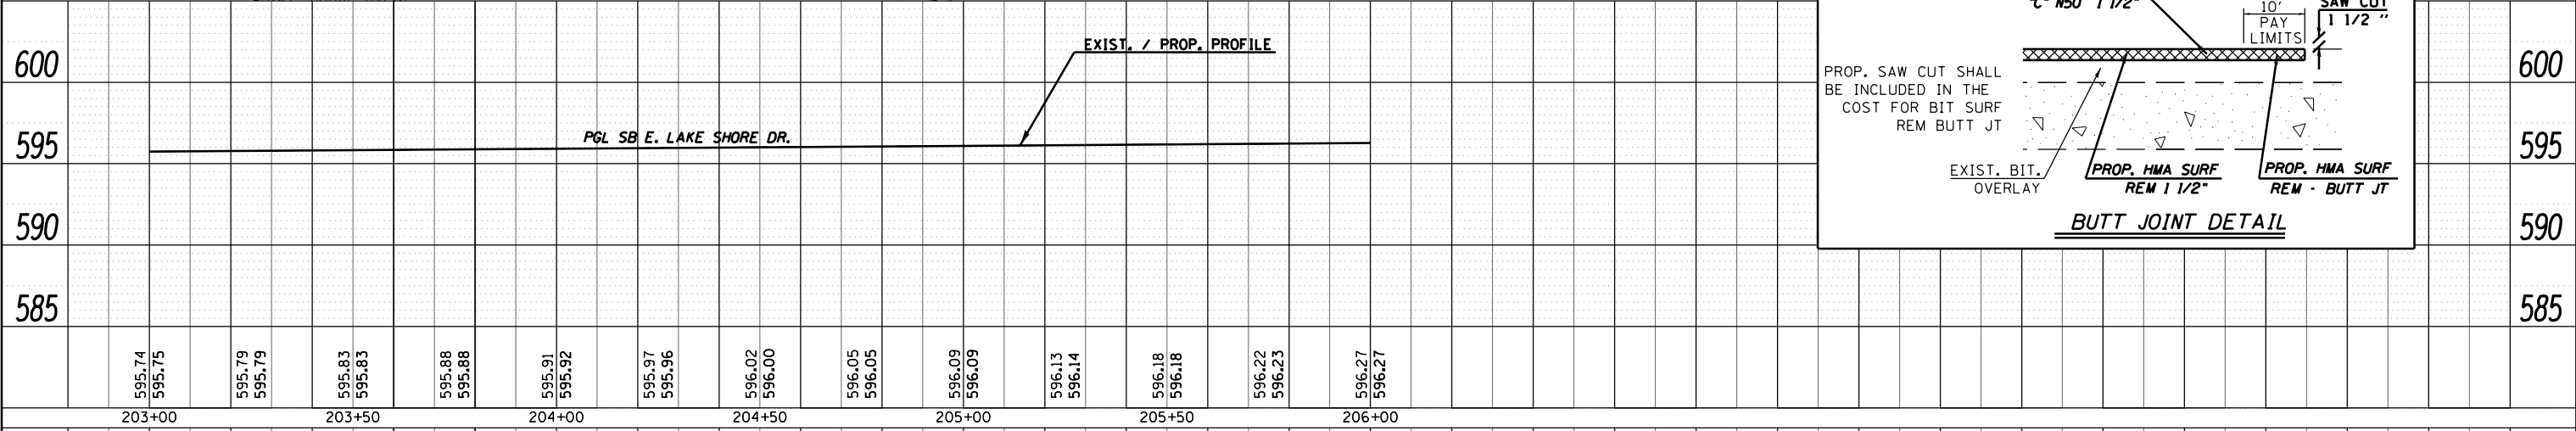 "C" N50 1 1/2"
10'
PAY
LIMITS
SAW CUT
1 1/2 "
EXIST. / PROP. PROFILE
600
600
PROP. SAW CUT SHALL
BE INCLUDED IN THE
COST FOR BIT SURF
REM BUTT JT
595
PGL SB E. LAKE SHORE DR.
595
EXIST. BIT.
OVERLAY
PROP. HMA SURF
REM 1 1/2"
PROP. HMA SURF
REM - BUTT JT
BUTT JOINT DETAIL
590
590
585
585
595.74
595.75
595.79
595.79
595.83
595.83
595.88
595.88
595.91
595.92
595.97
595.96
596.02
596.00
596.05
596.05
596.09
596.09
596.13
596.14
596.18
596.18
596.22
596.23
596.27
596.27
203+00
203+50
204+00
204+50
205+00
205+50
206+00